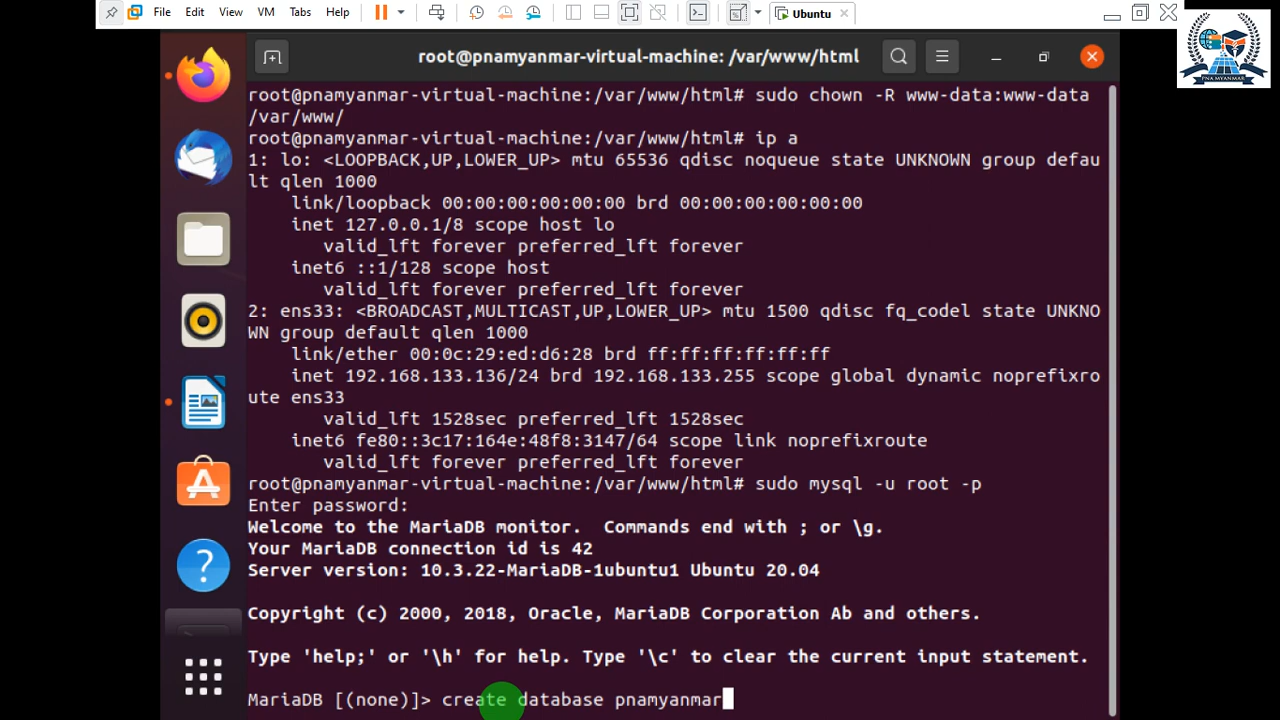 File Edit View VM Tabs Help Ubuntu
root@pnamyanmar-virtual-machine: /var/www/html
PNA MYANMAR
root@pnamyanmar-virtual-machine:/var/www/html# sudo chown -R www-data:www-data
/var/www/
root@pnamyanmar-virtual-machine:/var/www/html# ip a
1: lo: <LOOPBACK,UP,LOWER_UP> mtu 65536 qdisc noqueue state UNKNOWN group defau
lt qlen 1000
link/loopback 00:00:00:00:00:00 brd 00:00:00:00:00:00
inet 127.0.0.1/8 scope host lo
valid_lft forever preferred_lft forever
inet6 ::1/128 scope host
valid_lft forever preferred_lft forever
2: ens33: <BROADCAST,MULTICAST,UP,LOWER_UP> mtu 1500 qdisc fq_codel state UNKNO
WN group default qlen 1000
link/ether 00:0c:29:ed:d6:28 brd ff:ff:ff:ff:ff:ff
inet 192.168.133.136/24 brd 192.168.133.255 scope global dynamic noprefixro
ute ens33
valid_lft 1528sec preferred_lft 1528sec
inet6 fe80::3c17:164e:48f8:3147/64 scope link noprefixroute
valid_lft forever preferred_lft forever
root@pnamyanmar-virtual-machine:/var/www/html# sudo mysql -u root -p
Enter password:
Welcome to the MariaDB monitor.  Commands end with ; or \g.
Your MariaDB connection id is 42
Server version: 10.3.22-MariaDB-1ubuntu1 Ubuntu 20.04
Copyright (c) 2000, 2018, Oracle, MariaDB Corporation Ab and others.
Type 'help;' or '\h' for help. Type '\c' to clear the current input statement.
MariaDB [(none)]> create database pnamyanmar